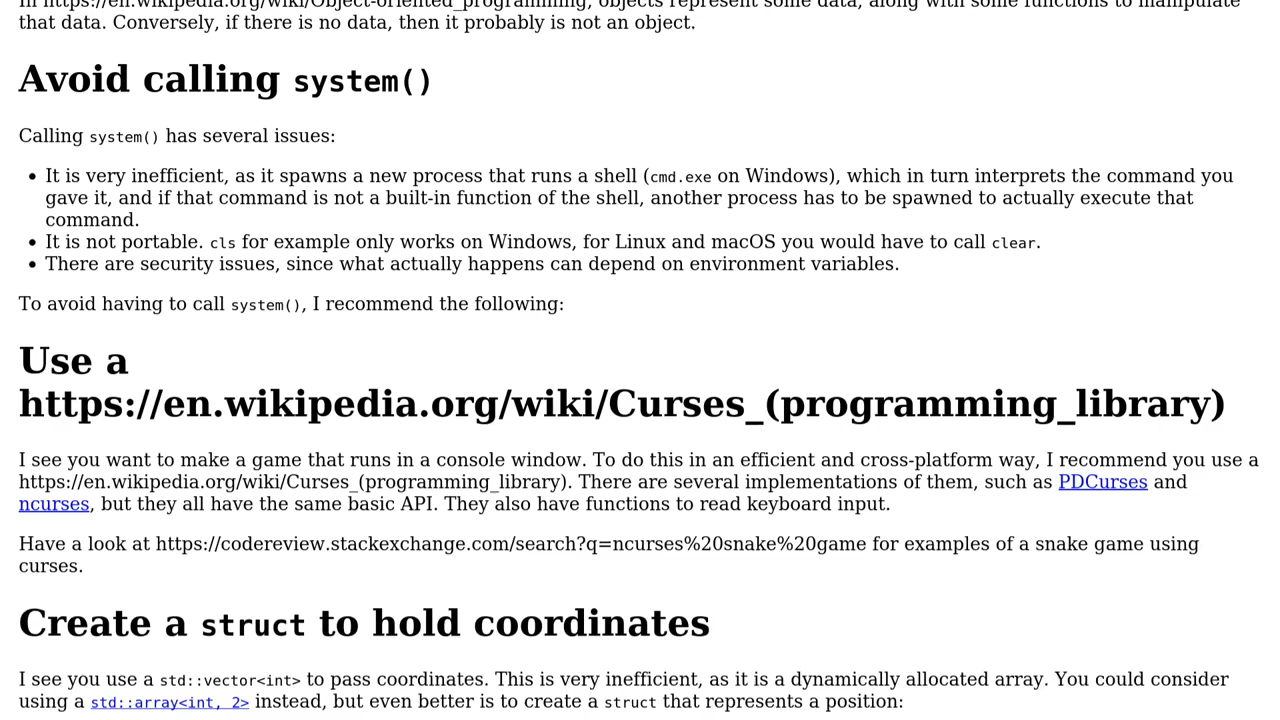 In https://en.wikipedia.org/wiki/Object-oriented_programming, objects represent some data, along with some functions to manipulate
that data. Conversely, if there is no data, then it probably is not an object.
Avoid calling system()
Calling system() has several issues:
• It is very inefficient, as it spawns a new process that runs a shell (cmd.exe on Windows), which in turn interprets the command you
gave it, and if that command is not a built-in function of the shell, another process has to be spawned to actually execute that
command.
• It is not portable. cls for example only works on Windows, for Linux and macOS you would have to call clear.
• There are security issues, since what actually happens can depend on environment variables.
To avoid having to call system(), I recommend the following:
Use a
https://en.wikipedia.org/wiki/Curses_(programming_library)
I see you want to make a game that runs in a console window. To do this in an efficient and cross-platform way, I recommend you use a
https://en.wikipedia.org/wiki/Curses_(programming_library). There are several implementations of them, such as PDCurses and
ncurses, but they all have the same basic API. They also have functions to read keyboard input.
Have a look at https://codereview.stackexchange.com/search?q=ncurses%20snake%20game for examples of a snake game using
curses.
Create a struct to hold coordinates
I see you use a std::vector<int> to pass coordinates. This is very inefficient, as it is a dynamically allocated array. You could consider
using a std::array<int, 2> instead, but even better is to create a struct that represents a position: